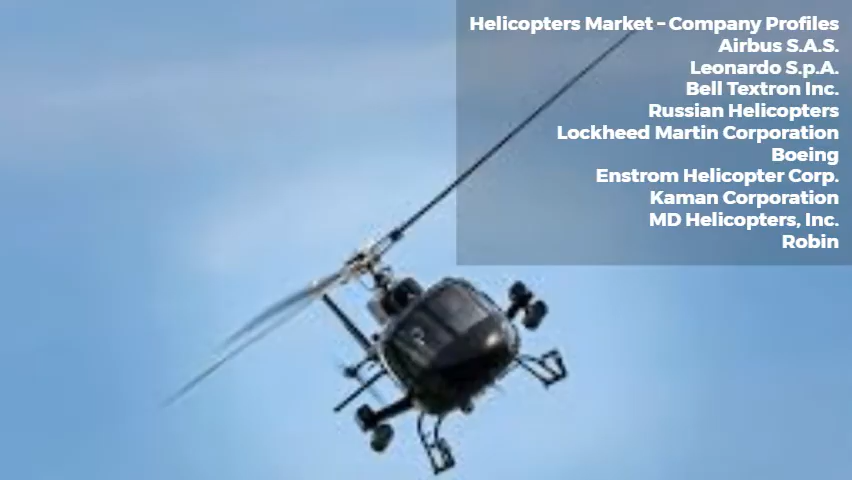 Helicopters Market – Company Profiles
Airbus S.A.S.
Leonardo S.p.A.
Bell Textron Inc.
Russian Helicopters
Lockheed Martin Corporation
Boeing
Enstrom Helicopter Corp.
Kaman Corporation
MD Helicopters, Inc.
Robin